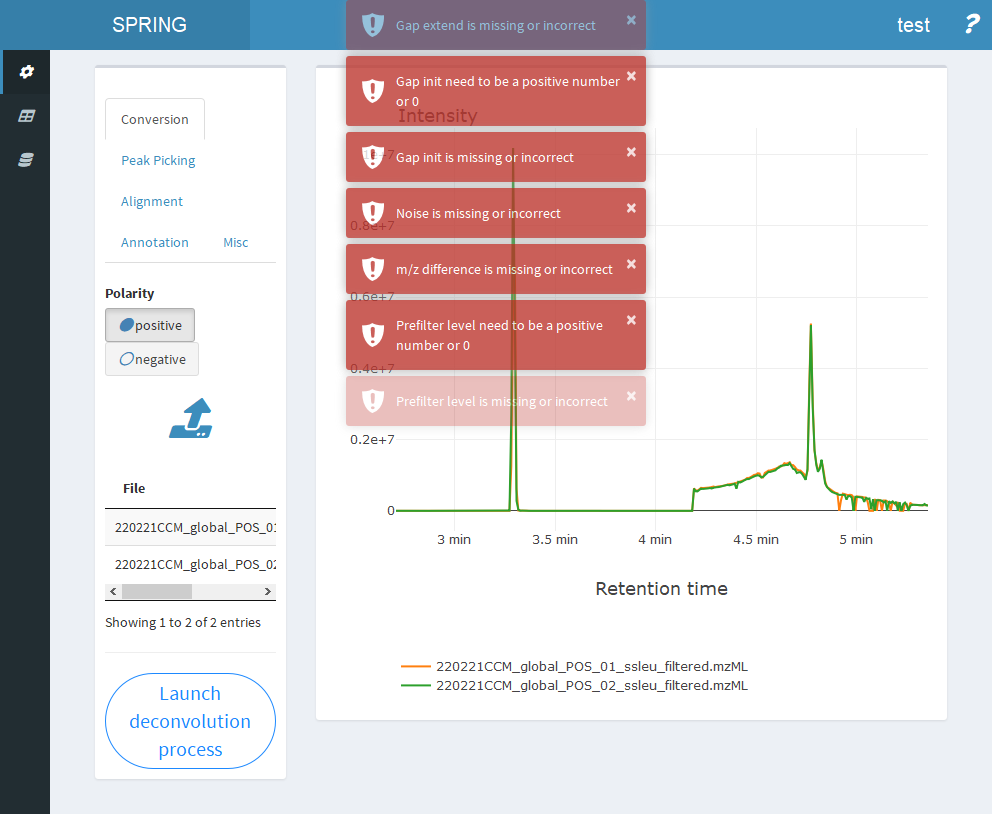 SPRING
test
?
Gap extend is missing or incorrect
×
Gap init need to be a positive number
or 0
×
Gap init is missing or incorrect
×
Noise is missing or incorrect
×
m/z difference is missing or incorrect
×
Prefilter level need to be a positive
number or 0
×
Prefilter level is missing or incorrect
×
Conversion
Peak Picking
Alignment
Annotation Misc
Polarity
positive
negative
File
220221CCM_global_POS_01
220221CCM_global_POS_02
Showing 1 to 2 of 2 entries
Launch
deconvolution
process
Intensity
1e+7
0.8e+7
0.6e+7
0.4e+7
0.2e+7
0
3 min 3.5 min 4 min 4.5 min 5 min
Retention time
220221CCM_global_POS_01_ssleu_filtered.mzML
220221CCM_global_POS_02_ssleu_filtered.mzML